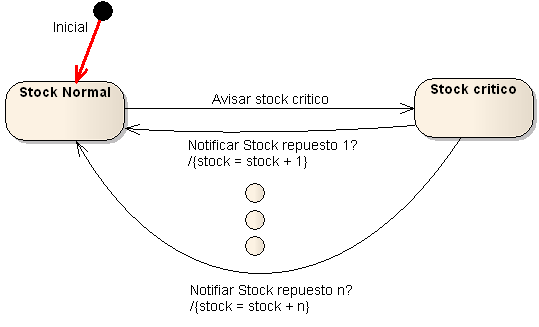 Inicial
Stock Normal
Stock critico
Avisar stock critico
Notificar Stock repuesto 1?
/{stock = stock + 1}
Notifiar Stock repuesto n?
/{stock = stock + n}